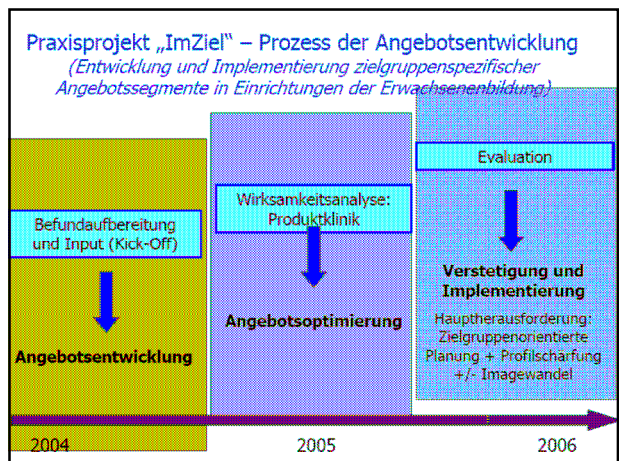 Praxisprojekt „ImZiel“ – Prozess der Angebotsentwicklung
(Entwicklung und Implementierung zielgruppenspezifischer
Angebotssegmente in Einrichtungen der Erwachsenenbildung)
Befundaufbereitung
und Input (Kick-Off)
Angebotsentwicklung
Wirksamkeitsanalyse:
Produktklinik
Angebotsoptimierung
Evaluation
Verstetigung und
Implementierung
Hauptherausforderung:
Zielgruppenorientierte
Planung + Profilschärfung
+/- Imagewandel
2004
2005
2006